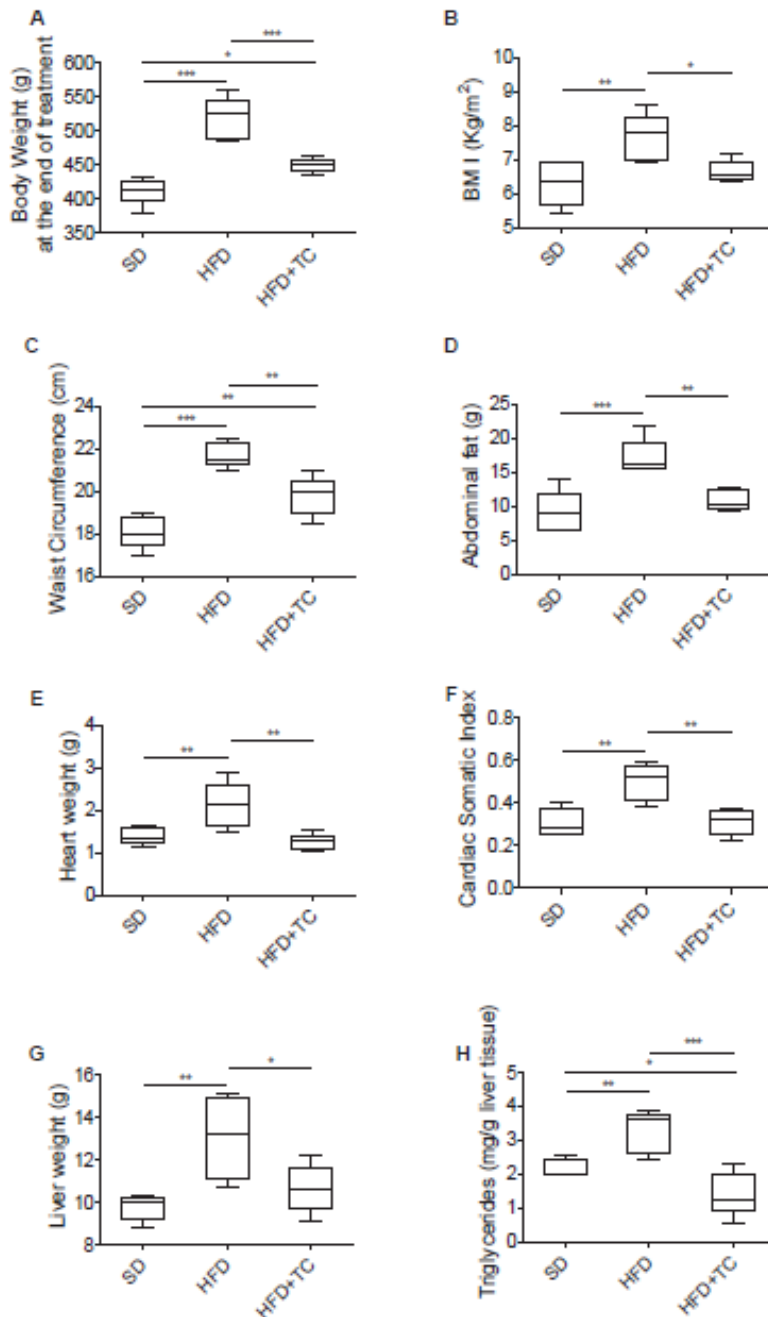 A
Body Weight (g)
at the end of treatment
600
550
500
450
400
350
***
*
***
SD
HFD
HFD+TC
B
BM I (Kg/m²)
10
9
8
7
6
5
**
*
SD
HFD
HFD+TC
C
Waist Circumference (cm)
24
22
20
18
16
**
**
***
SD
HFD
HFD+TC
D
Abdominal fat (g)
25
20
15
10
5
0
***
**
SD
HFD
HFD+TC
E
Heart weight (g)
4
3
2
1
0
**
**
SD
HFD
HFD+TC
F
Cardiac Somatic Index
0.8
0.6
0.4
0.2
0.0
**
**
SD
HFD
HFD+TC
G
Liver weight (g)
16
14
12
10
8
**
*
SD
HFD
HFD+TC
H
Triglycerides (mg/g liver tissue)
5
4
3
2
1
0
***
*
**
SD
HFD
HFD+TC